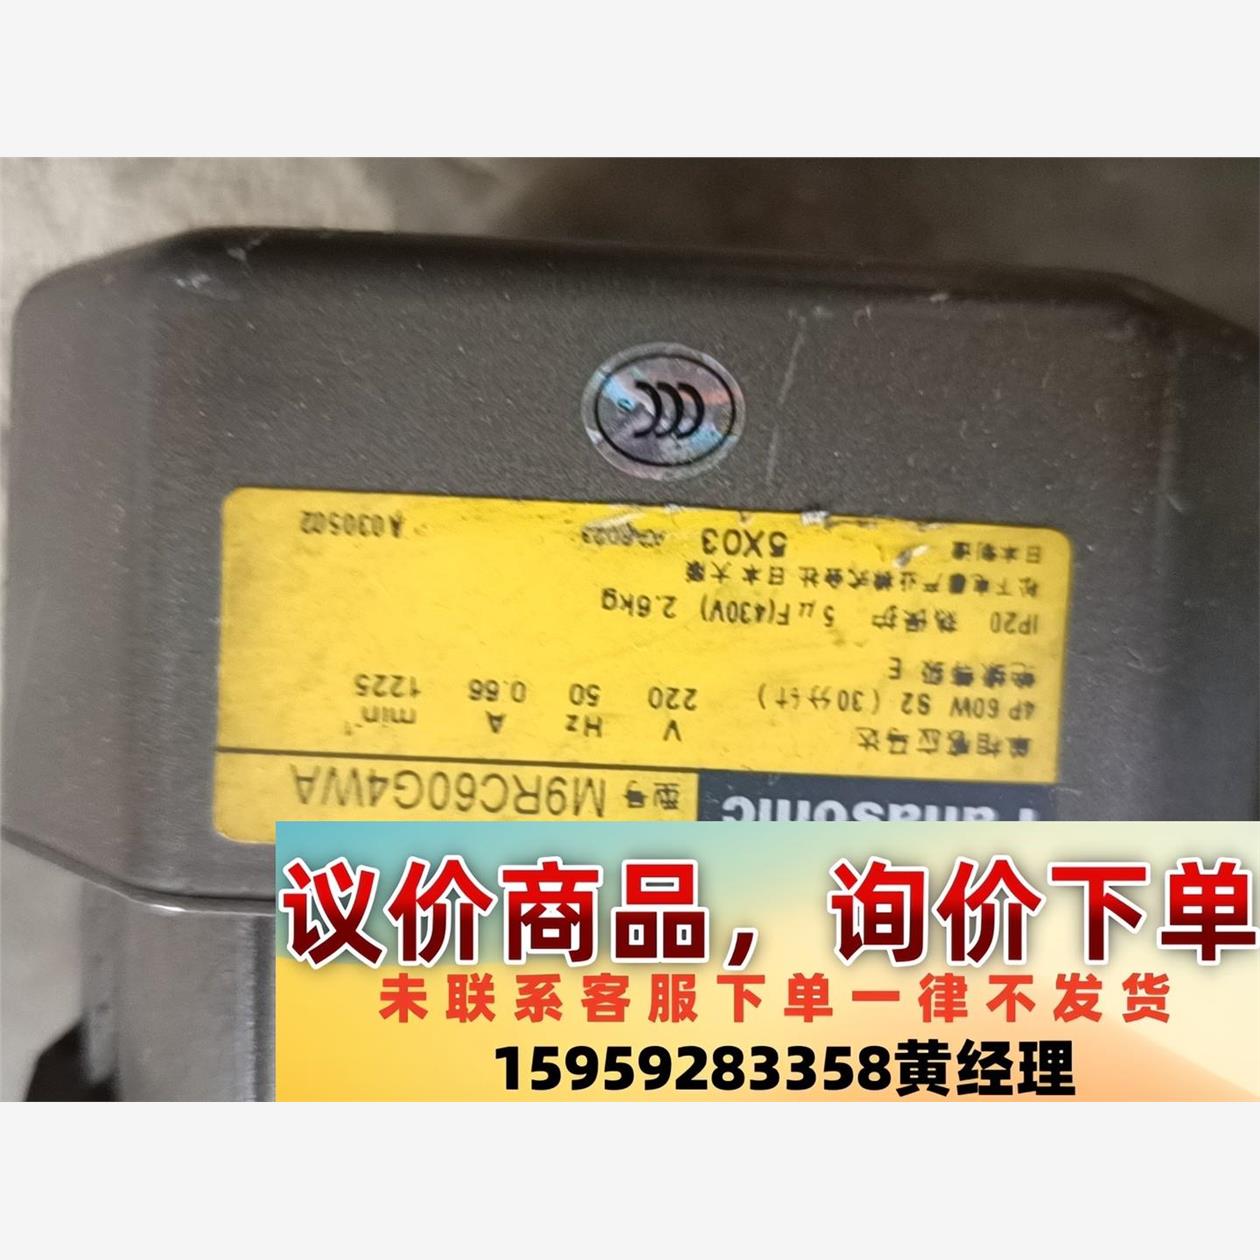 Panasonic 型号 M9RC60G4WA
单相感应马达 V Hz A min⁻¹
4P 60W S2 (30分钟) 220 50 0.66 1225
绝缘等级 E
IP20 热保护 5μF(430V) 2.6kg
松下电器产业株式会社 日本大阪
日本制造 5X03 A030502
CCC
议价商品，询价下单
未联系客服下单一律不发货
15959283358黄经理